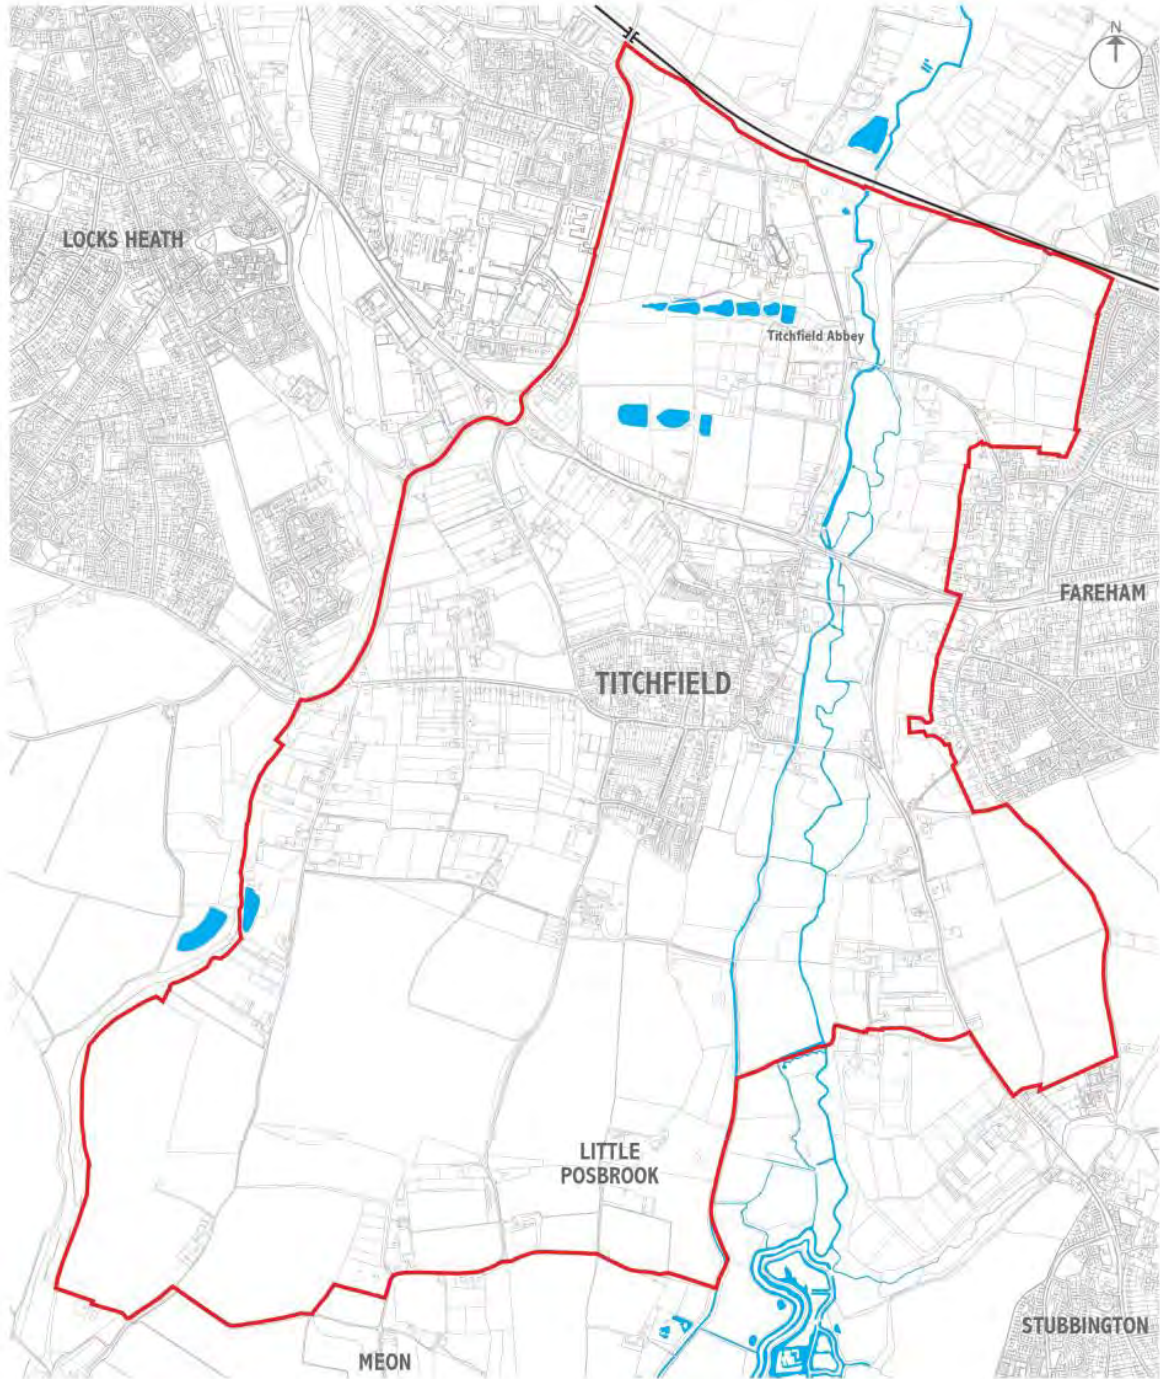 N
LOCKS HEATH
Titchfield Abbey
FAREHAM
TITCHFIELD
LITTLE
POSBROOK
STUBBINGTON
MEON